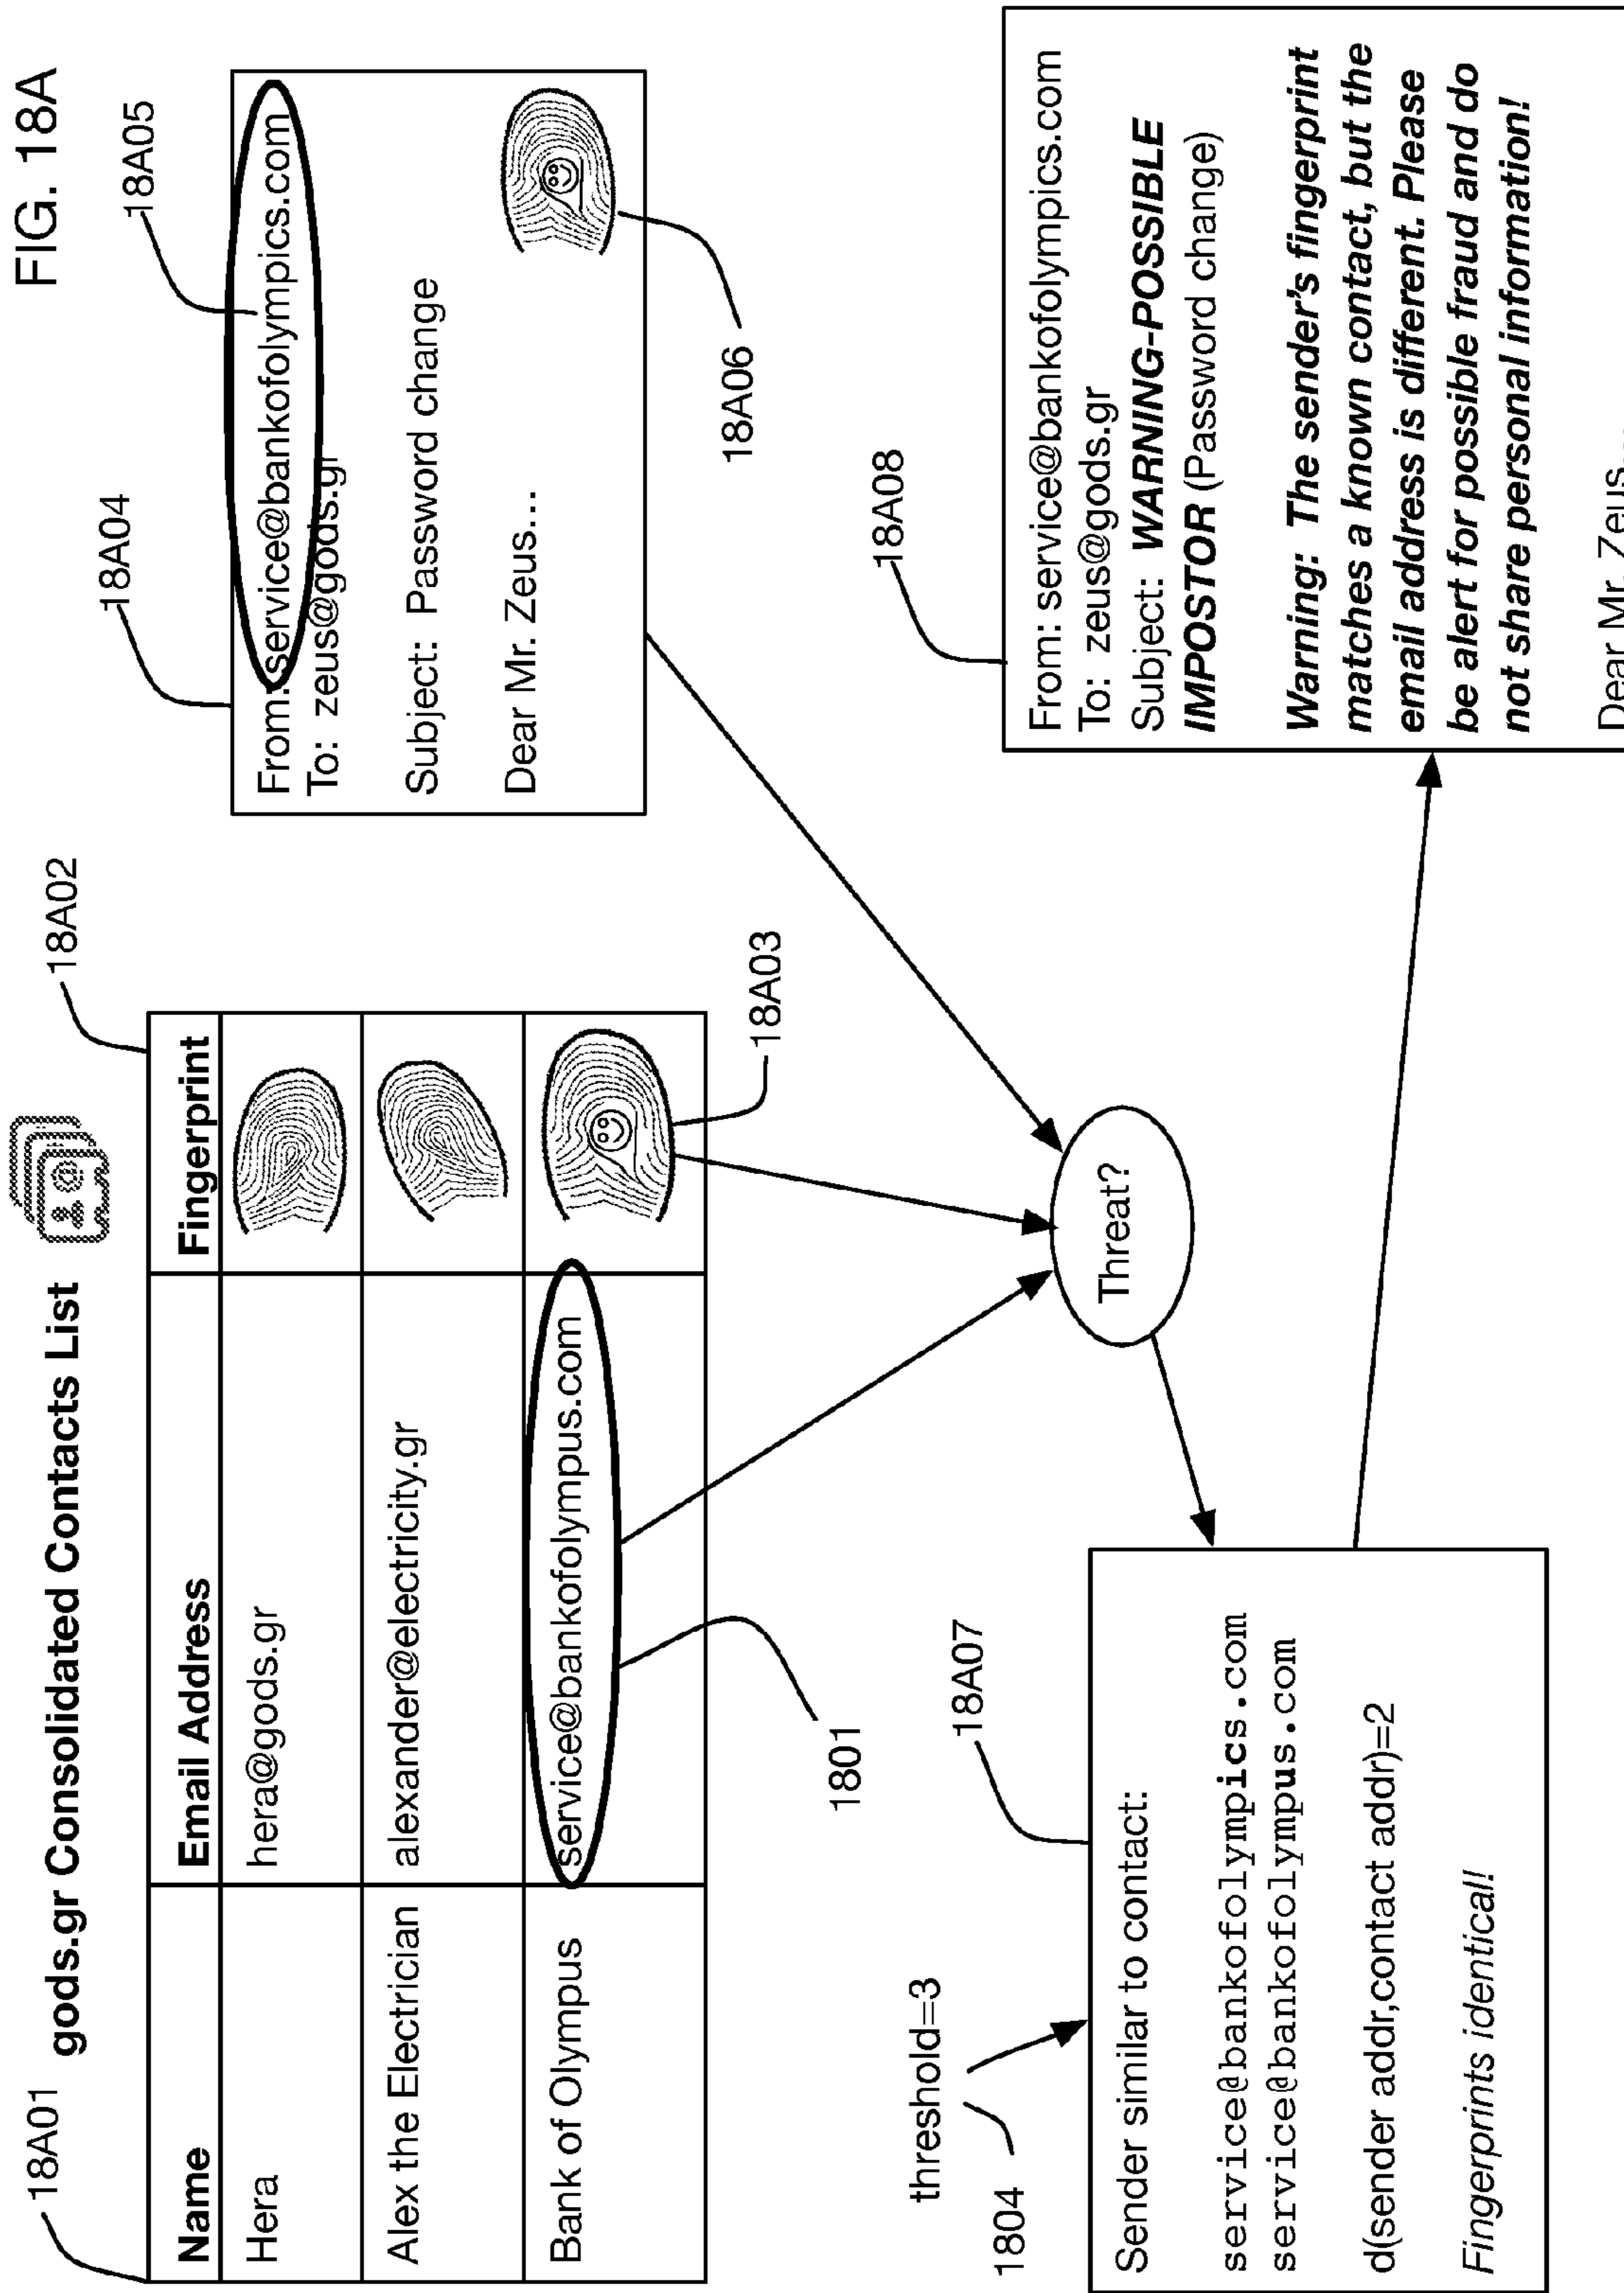 FIG. 18A
18A01
gods.gr Consolidated Contacts List
18A02
Name Email Address Fingerprint
Hera hera@gods.gr
Alex the Electrician alexander@electricity.gr
Bank of Olympus service@bankofolympus.com
1801
18A03
18A04
18A05
From: service@bankofolympics.com
To: zeus@gods.gr
Subject: Password change
Dear Mr. Zeus...
18A06
Threat?
threshold=3
1804
18A07
Sender similar to contact:
service@bankofolympics.com
service@bankofolympus.com
d(sender addr,contact addr)=2
Fingerprints identical!
18A08
From: service@bankofolympics.com
To: zeus@gods.gr
Subject: WARNING-POSSIBLE
IMPOSTOR (Password change)
Warning: The sender's fingerprint
matches a known contact, but the
email address is different. Please
be alert for possible fraud and do
not share personal information!
Dear Mr. Zeus...